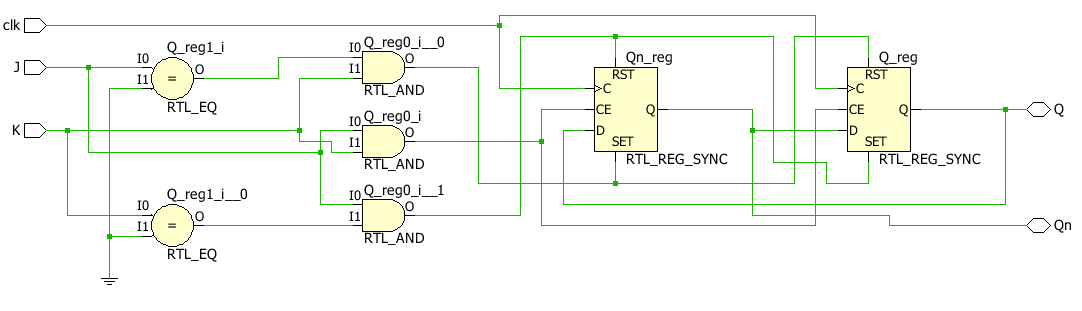 clk
J
K
Q_reg1_i
I0
I1
=
O
RTL_EQ
Q_reg1_i__0
I0
I1
=
O
RTL_EQ
Q_reg0_i__0
I0
I1
O
RTL_AND
Q_reg0_i
I0
I1
O
RTL_AND
Q_reg0_i__1
I0
I1
O
RTL_AND
Qn_reg
RST
C
CE
D
Q
SET
RTL_REG_SYNC
Q_reg
RST
C
CE
D
Q
SET
RTL_REG_SYNC
Q
Qn